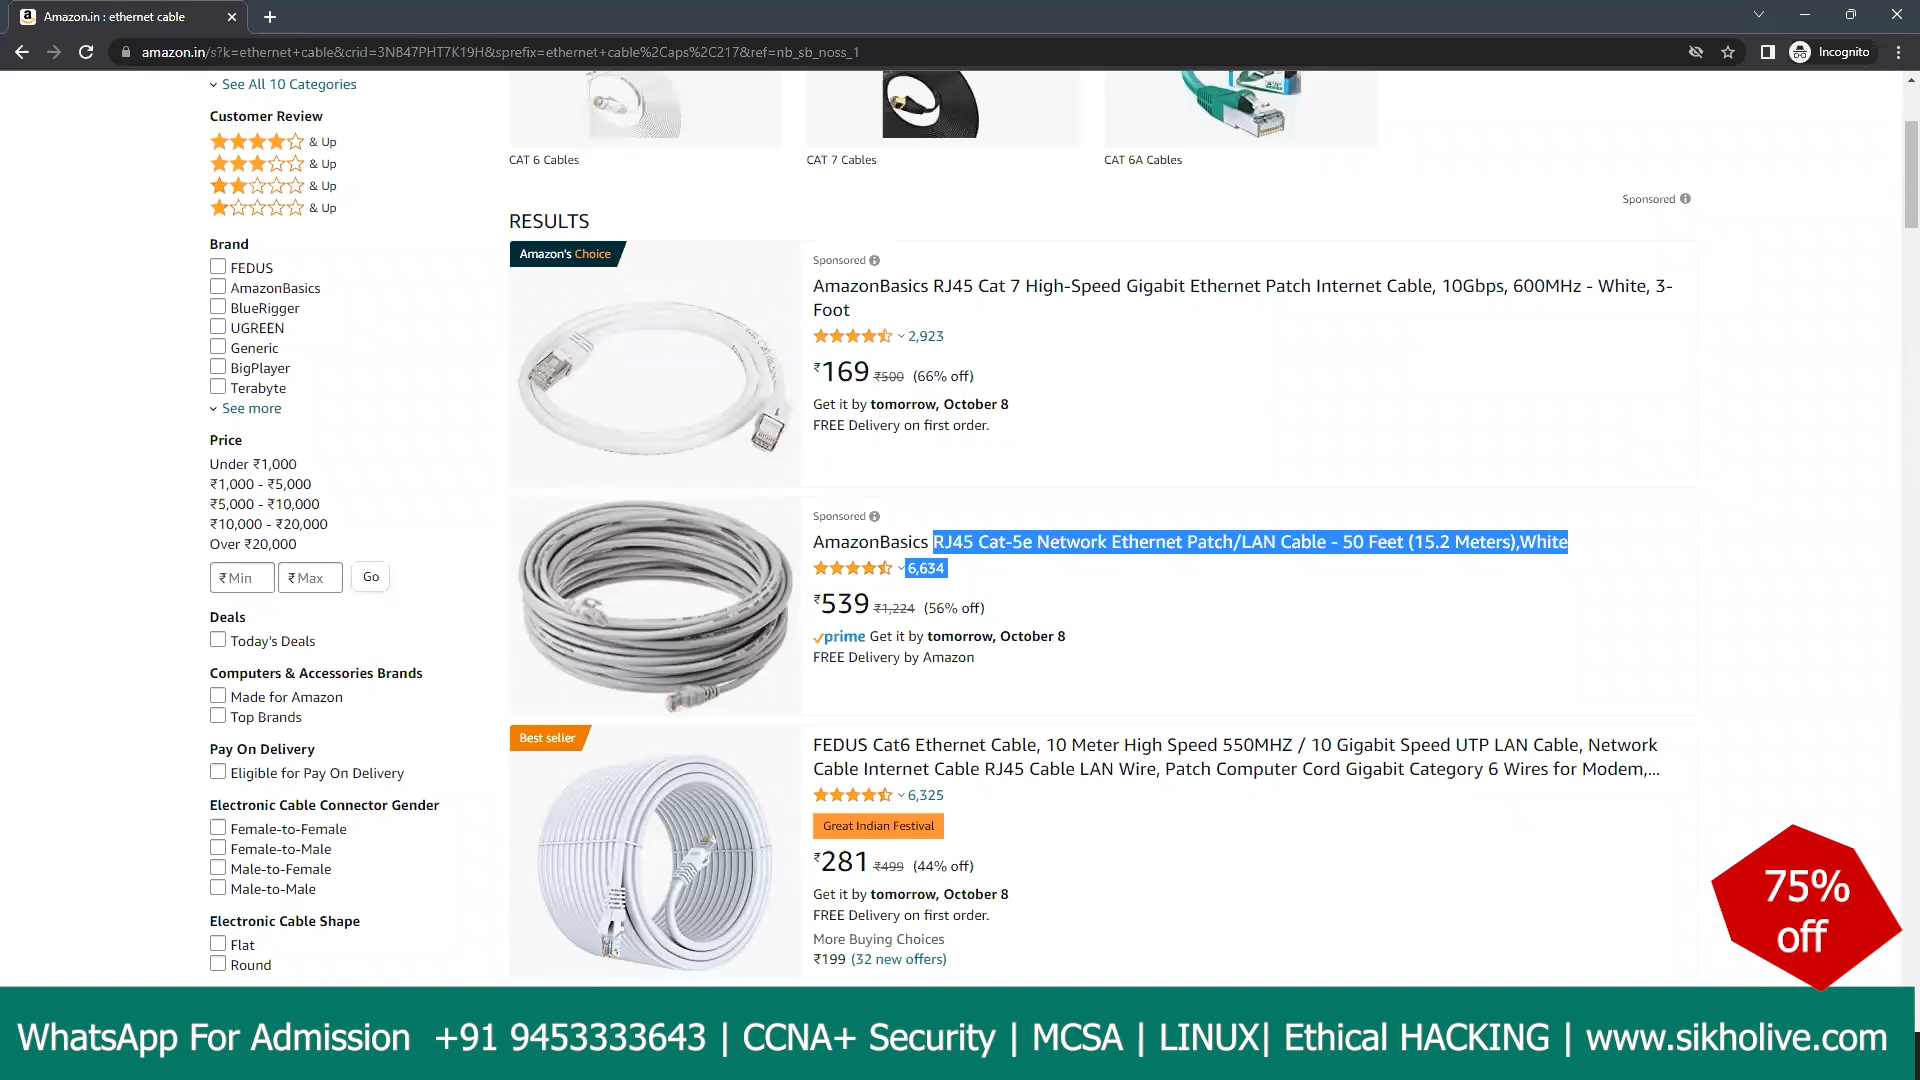 Amazon.in : ethernet cable
amazon.in/s?k=ethernet+cable&crid=3NB47PHT7K19H&sprefix=ethernet+cable%2Caps%2C217&ref=nb_sb_noss_1
Incognito
See All 10 Categories
Customer Review
& Up
& Up
& Up
& Up
Brand
FEDUS
AmazonBasics
BlueRigger
UGREEN
Generic
BigPlayer
Terabyte
See more
Price
Under ₹1,000
₹1,000 - ₹5,000
₹5,000 - ₹10,000
₹10,000 - ₹20,000
Over ₹20,000
₹ Min ₹ Max Go
Deals
Today's Deals
Computers & Accessories Brands
Made for Amazon
Top Brands
Pay On Delivery
Eligible for Pay On Delivery
Electronic Cable Connector Gender
Female-to-Female
Female-to-Male
Male-to-Female
Male-to-Male
Electronic Cable Shape
Flat
Round
CAT 6 Cables
CAT 7 Cables
CAT 6A Cables
Sponsored
RESULTS
Amazon's Choice
Sponsored
AmazonBasics RJ45 Cat 7 High-Speed Gigabit Ethernet Patch Internet Cable, 10Gbps, 600MHz - White, 3-
Foot
2,923
₹169 ₹500 (66% off)
Get it by tomorrow, October 8
FREE Delivery on first order.
Sponsored
AmazonBasics RJ45 Cat-5e Network Ethernet Patch/LAN Cable - 50 Feet (15.2 Meters),White
6,634
₹539 ₹1,224 (56% off)
prime Get it by tomorrow, October 8
FREE Delivery by Amazon
Best seller
FEDUS Cat6 Ethernet Cable, 10 Meter High Speed 550MHZ / 10 Gigabit Speed UTP LAN Cable, Network
Cable Internet Cable RJ45 Cable LAN Wire, Patch Computer Cord Gigabit Category 6 Wires for Modem,...
6,325
Great Indian Festival
₹281 ₹499 (44% off)
Get it by tomorrow, October 8
FREE Delivery on first order.
More Buying Choices
₹199 (32 new offers)
75%
off
WhatsApp For Admission +91 9453333643 | CCNA+ Security | MCSA | LINUX| Ethical HACKING | www.sikholive.com